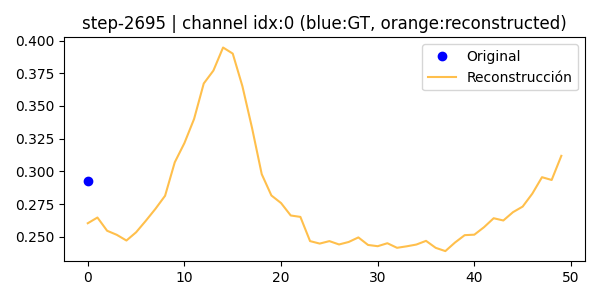 step-2695 | channel idx:0 (blue:GT, orange:reconstructed)
0.400
0.375
0.350
0.325
0.300
0.275
0.250
Original
Reconstrucción
0 10 20 30 40 50